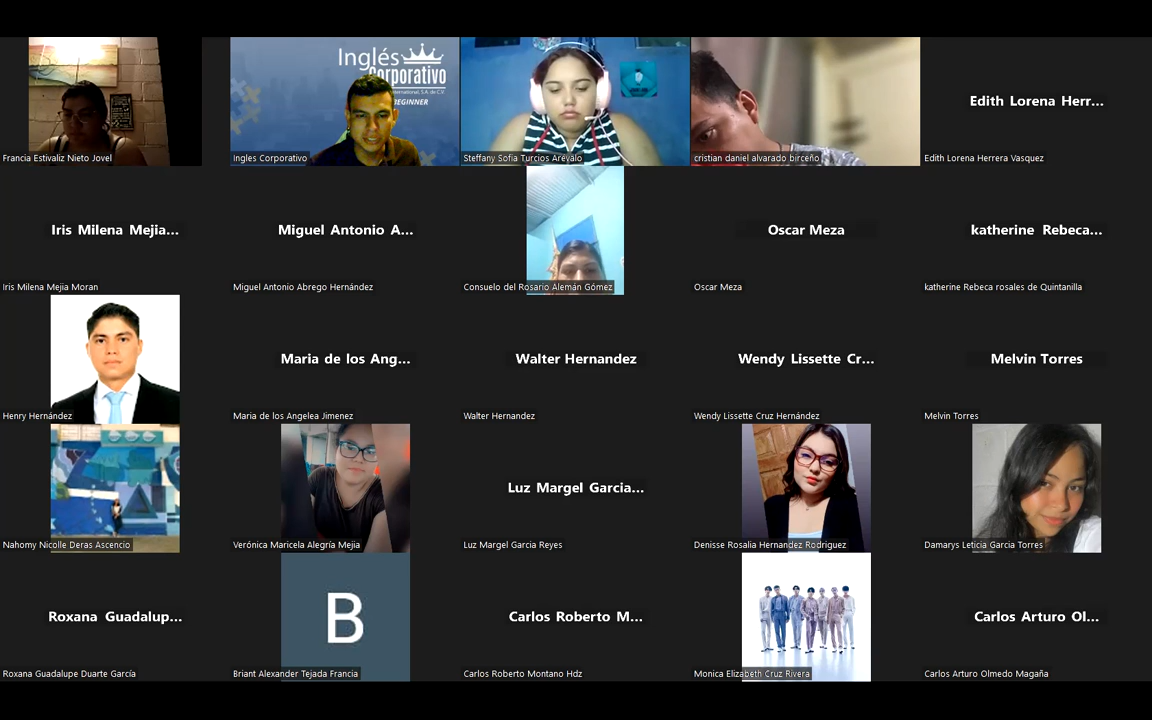 Inglés
Corporativo
International, S.A. de C.V.
BEGINNER
Francia Estivaliz Nieto Jovel
Ingles Corporativo
Steffany Sofia Turcios Arévalo
cristian daniel alvarado birceño
Edith Lorena Herr...
Edith Lorena Herrera Vasquez
Iris Milena Mejia...
Iris Milena Mejia Moran
Miguel Antonio A...
Miguel Antonio Abrego Hernández
Consuelo del Rosario Alemán Gómez
Oscar Meza
Oscar Meza
katherine Rebeca...
katherine Rebeca rosales de Quintanilla
Henry Hernández
Maria de los Ang...
Maria de los Angelea Jimenez
Walter Hernandez
Walter Hernandez
Wendy Lissette Cr...
Wendy Lissette Cruz Hernández
Melvin Torres
Melvin Torres
Nahomy Nicolle Deras Ascencio
Verónica Maricela Alegría Mejia
Luz Margel Garcia...
Luz Margel Garcia Reyes
Denisse Rosalia Hernandez Rodriguez
Damarys Leticia Garcia Torres
Roxana Guadalup...
Roxana Guadalupe Duarte García
B
Briant Alexander Tejada Francia
Carlos Roberto M...
Carlos Roberto Montano Hdz
Monica Elizabeth Cruz Rivera
Carlos Arturo Ol...
Carlos Arturo Olmedo Magaña